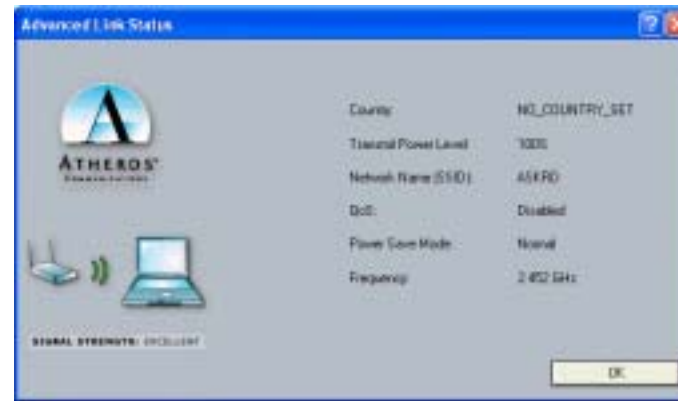 Advanced Link Status
ATHEROS
COMMUNICATIONS
Country: NO_COUNTRY_SET
Transmit Power Level: 100%
Network Name (SSID):
QoS: Disabled
Power Save Mode: Normal
Frequency: 2.452 GHz
SIGNAL STRENGTH: EXCELLENT
OK